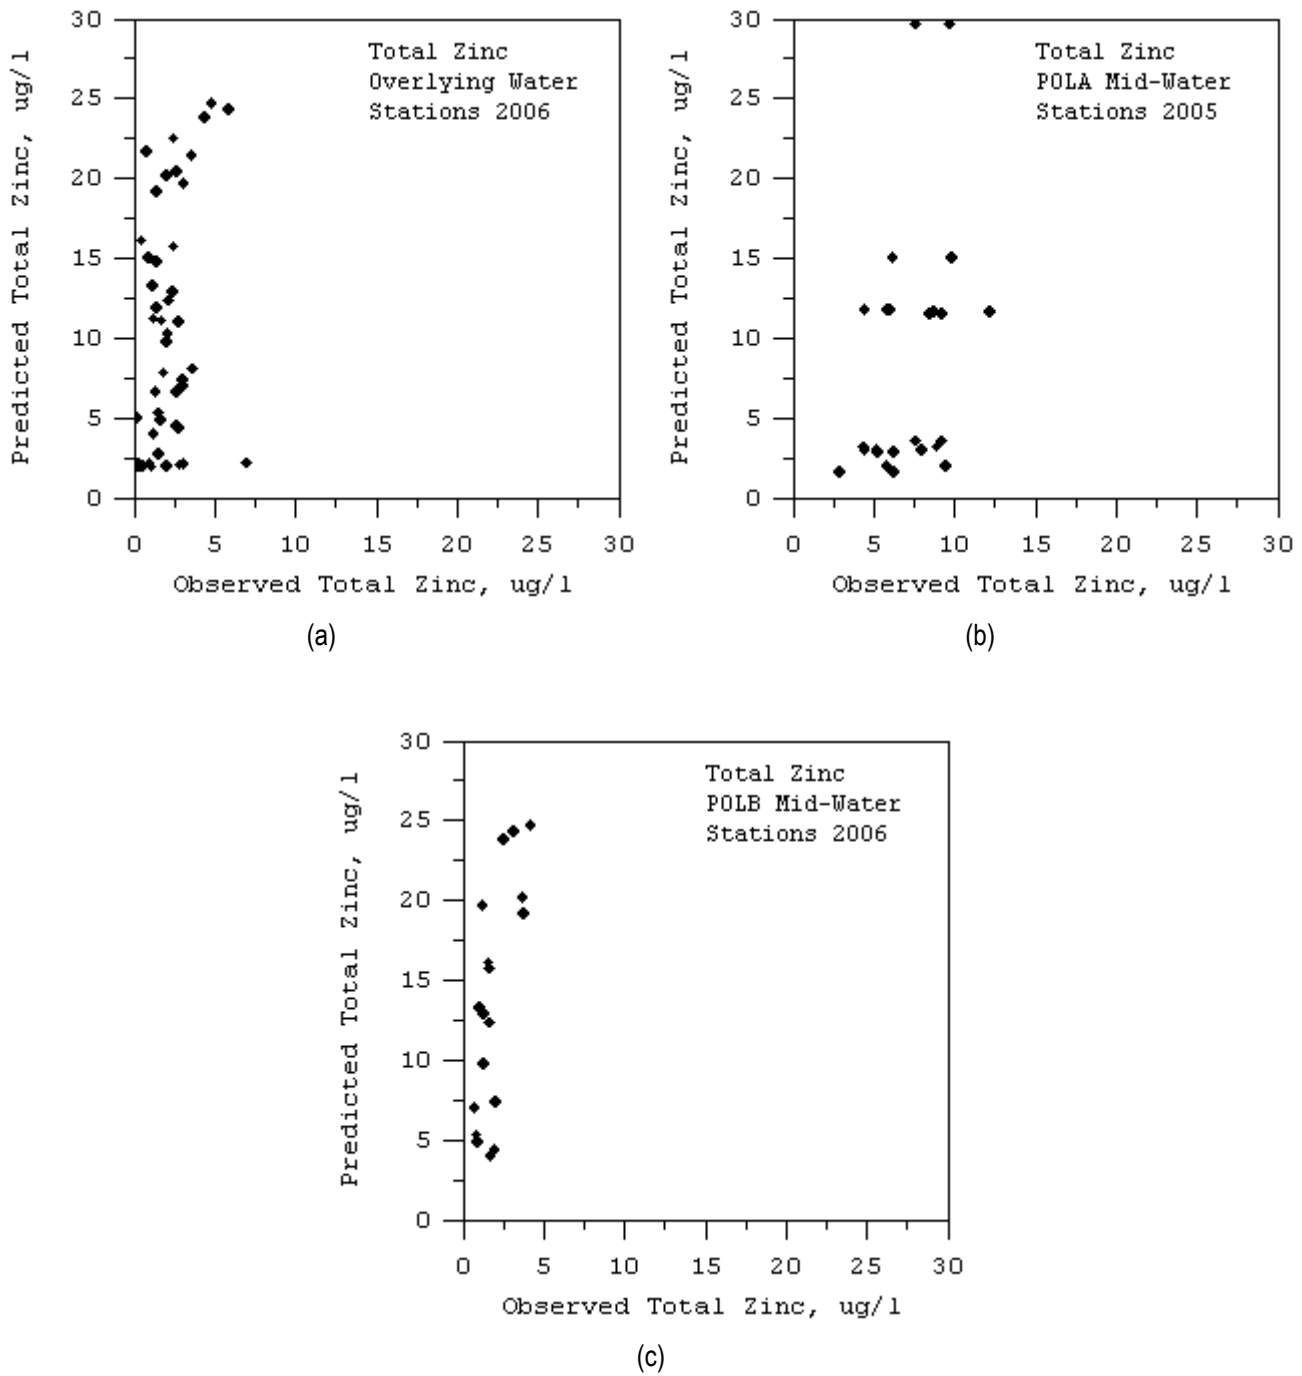 30
25
20
15
10
5
0
Predicted Total Zinc, ug/l
Total Zinc
Overlying Water
Stations 2006
0 5 10 15 20 25 30
Observed Total Zinc, ug/l
(a)
30
25
20
15
10
5
0
Predicted Total Zinc, ug/l
Total Zinc
POLA Mid-Water
Stations 2005
0 5 10 15 20 25 30
Observed Total Zinc, ug/l
(b)
30
25
20
15
10
5
0
Predicted Total Zinc, ug/l
Total Zinc
POLB Mid-Water
Stations 2006
0 5 10 15 20 25 30
Observed Total Zinc, ug/l
(c)